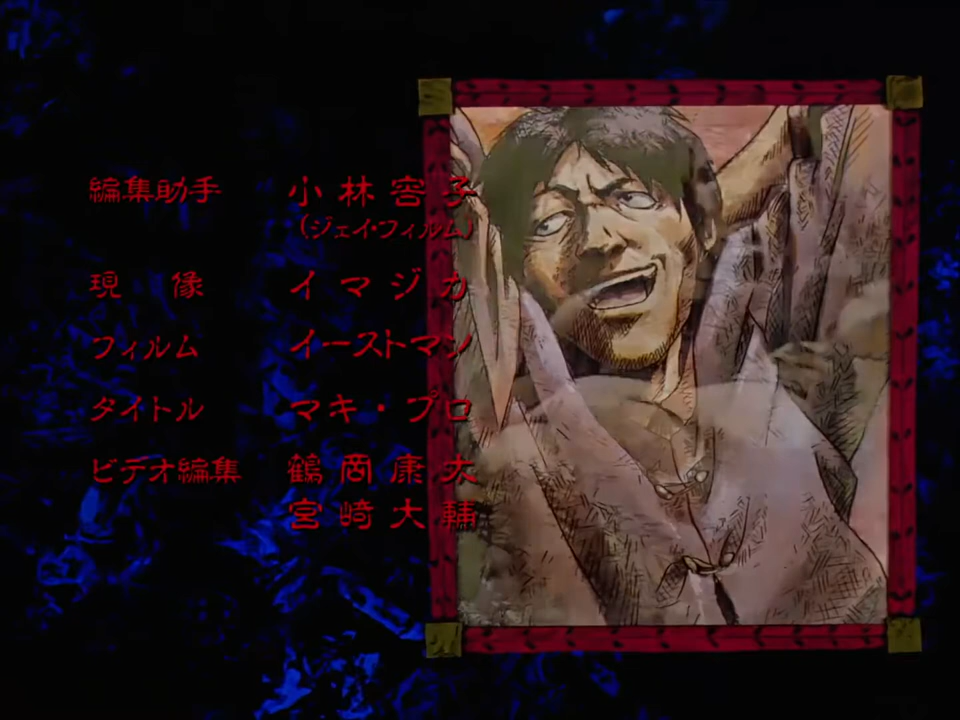 編集助手 小林容子
(ジェイ・フィルム)
現像 イマジカ
フィルム イーストマン
タイトル マキ・プロ
ビデオ編集 鶴岡康太
宮崎大輔